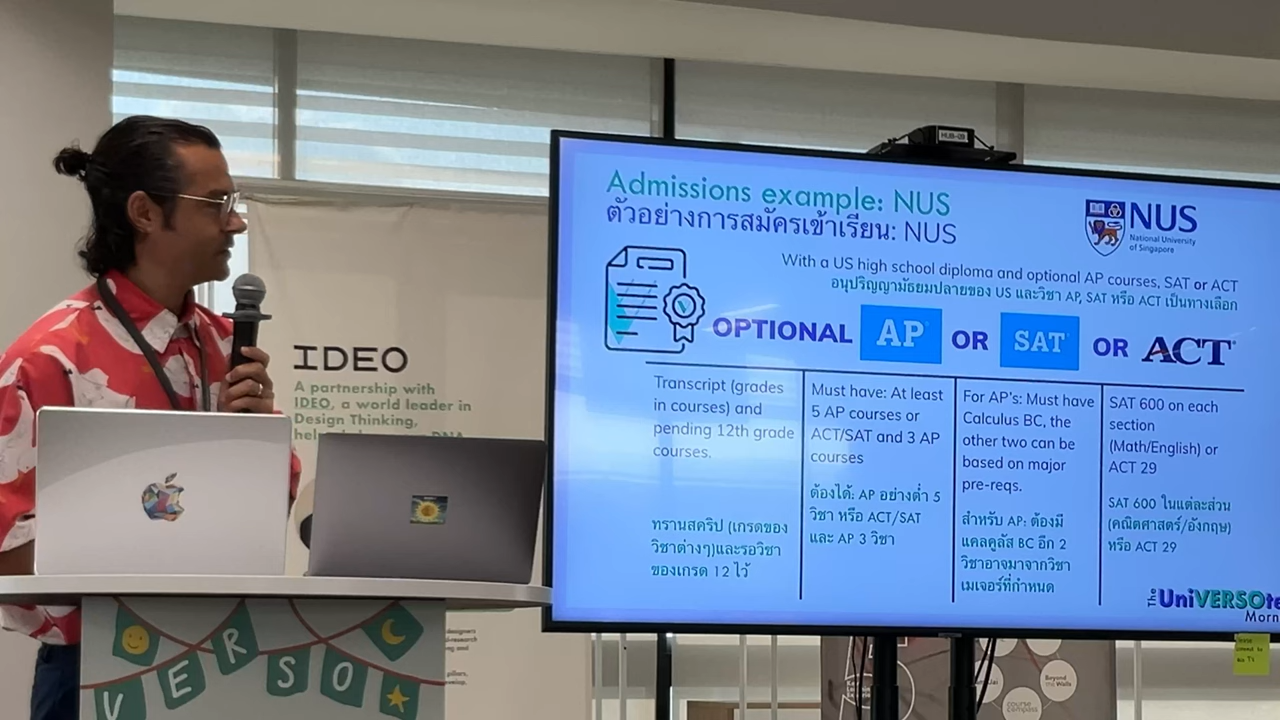 HUB-09
Admissions example: NUS
ตัวอย่างการสมัครเข้าเรียน: NUS
NUS
National University
of Singapore
With a US high school diploma and optional AP courses, SAT or ACT
อนุปริญญามัธยมปลายของ US และวิชา AP, SAT หรือ ACT เป็นทางเลือก
OPTIONAL AP OR SAT OR ACT
Transcript (grades
in courses) and
pending 12th grade
courses.
ทรานสคริป (เกรดของ
วิชาต่างๆ)และรอวิชา
ของเกรด 12 ไว้
Must have: At least
5 AP courses or
ACT/SAT and 3 AP
courses
ต้องได้: AP อย่างต่ำ 5
วิชา หรือ ACT/SAT
และ AP 3 วิชา
For AP's: Must have
Calculus BC, the
other two can be
based on major
pre-reqs.
สำหรับ AP: ต้องมี
แคลคูลัส BC อีก 2
วิชาอาจมาจากวิชา
เมเจอร์ที่กำหนด
SAT 600 on each
section
(Math/English) or
ACT 29
SAT 600 ในแต่ละส่วน
(คณิตศาสตร์/อังกฤษ)
หรือ ACT 29
The UniVERSOte
Morn
IDEO
A partnership with
IDEO, a world leader in
Design Thinking,
VERSO
Beyond
the Walls
course
compass